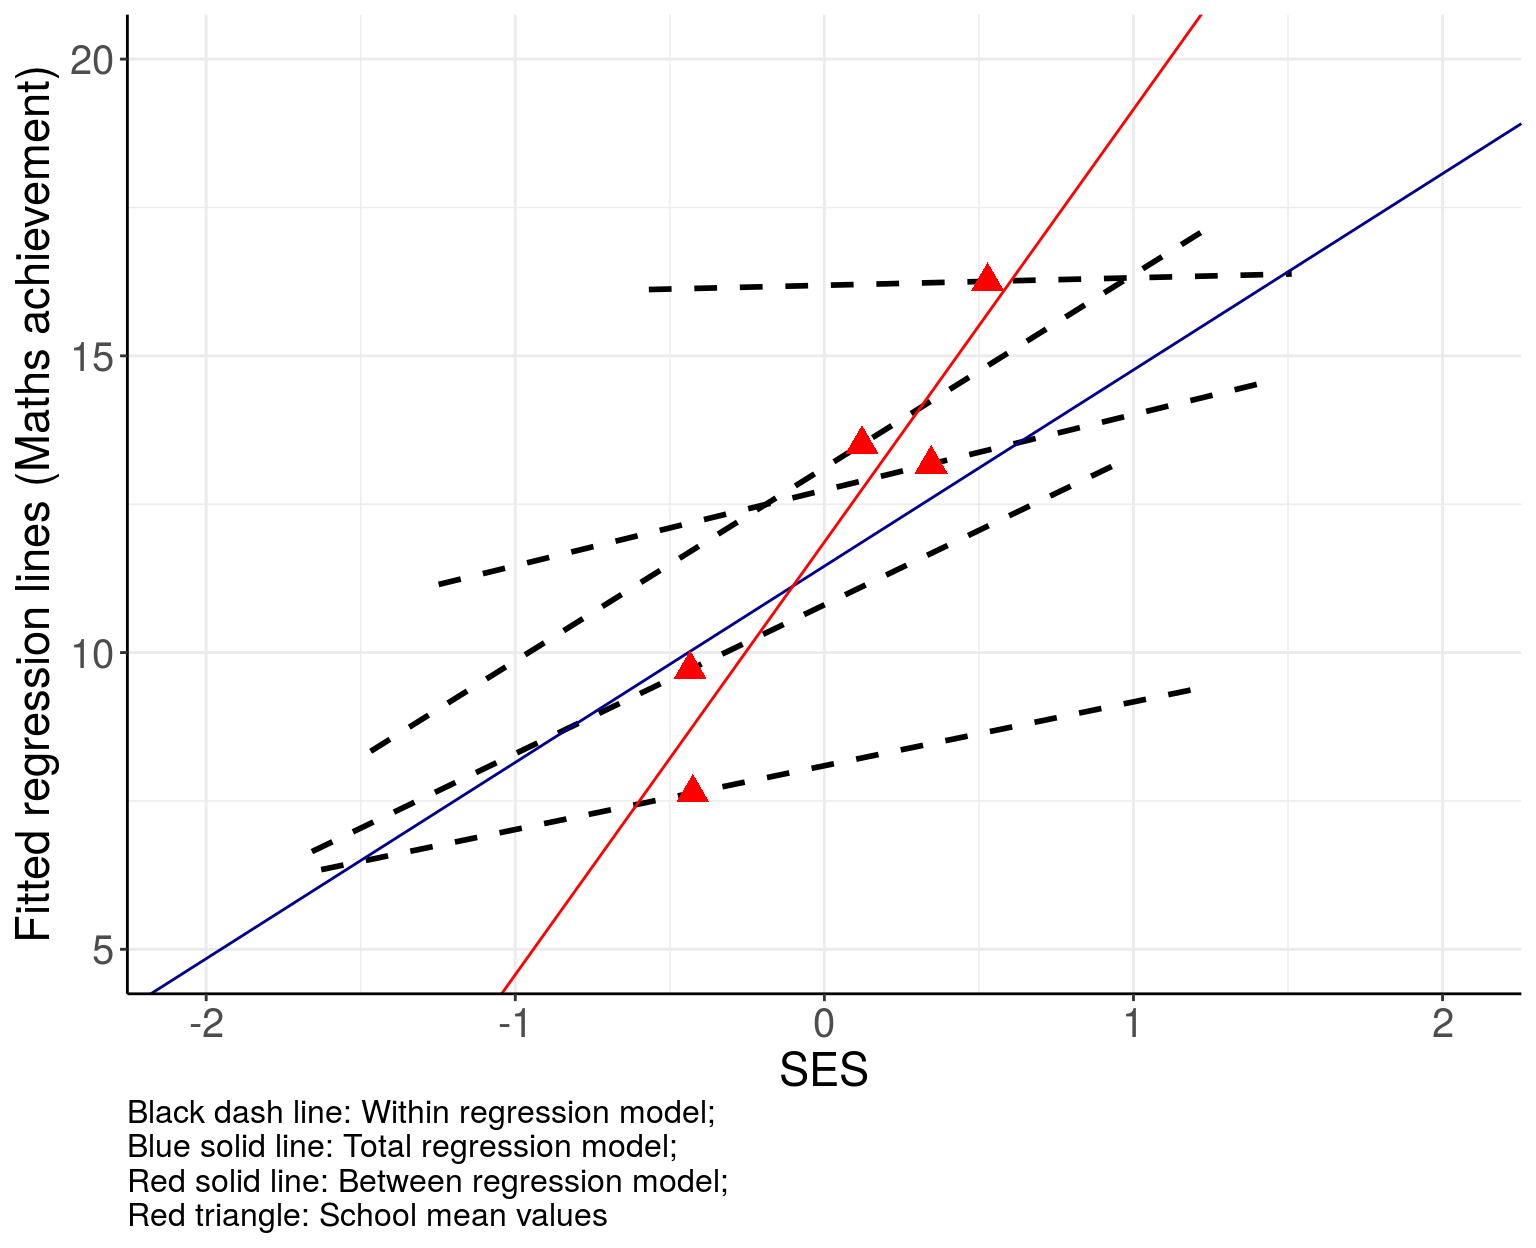 Fitted regression lines (Maths achievement)
20
15
10
5
-2 -1 0 1 2
SES
Black dash line: Within regression model;
Blue solid line: Total regression model;
Red solid line: Between regression model;
Red triangle: School mean values